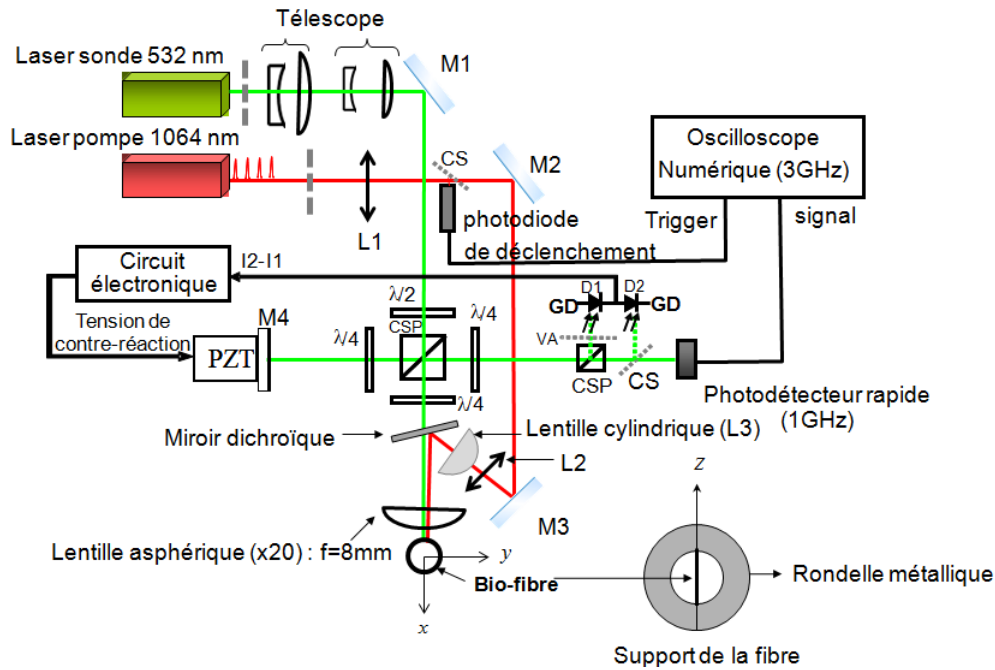 Télescope
Laser sonde 532 nm
M1
Laser pompe 1064 nm
CS
M2
Oscilloscope
Numérique (3GHz)
L1
photodiode
de déclenchement
Trigger
signal
Circuit
électronique
I2-I1
λ/2
D1
D2
GD
GD
Tension de
contre-réaction
M4
PZT
λ/4
CSP
λ/4
VA
CSP
CS
λ/4
Photodétecteur rapide
(1GHz)
Miroir dichroïque
Lentille cylindrique (L3)
L2
M3
z
Lentille asphérique (x20) : f=8mm
y
Bio-fibre
Rondelle métallique
x
Support de la fibre